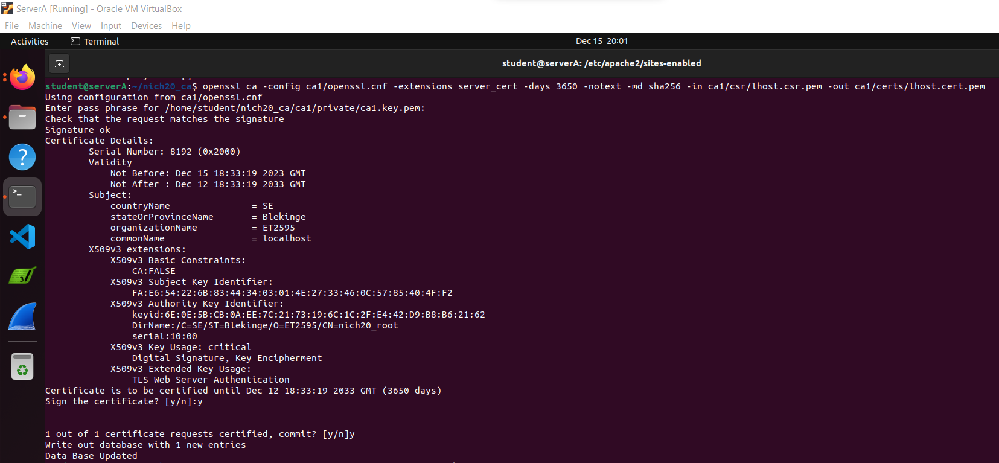 ServerA [Running] - Oracle VM VirtualBox
File Machine View Input Devices Help
Activities Terminal Dec 15 20:01
student@serverA: /etc/apache2/sites-enabled
student@serverA:~/nich20_ca$ openssl ca -config ca1/openssl.cnf -extensions server_cert -days 3650 -notext -md sha256 -in ca1/csr/lhost.csr.pem -out ca1/certs/lhost.cert.pem
Using configuration from ca1/openssl.cnf
Enter pass phrase for /home/student/nich20_ca/ca1/private/ca1.key.pem:
Check that the request matches the signature
Signature ok
Certificate Details:
Serial Number: 8192 (0x2000)
Validity
Not Before: Dec 15 18:33:19 2023 GMT
Not After : Dec 12 18:33:19 2033 GMT
Subject:
countryName = SE
stateOrProvinceName = Blekinge
organizationName = ET2595
commonName = localhost
X509v3 extensions:
X509v3 Basic Constraints:
CA:FALSE
X509v3 Subject Key Identifier:
FA:E6:54:22:6B:83:44:34:03:01:4E:27:33:46:0C:57:85:40:4F:F2
X509v3 Authority Key Identifier:
keyid:6E:0E:5B:CB:0A:EE:7C:21:73:19:6C:1C:2F:E4:42:D9:B8:B6:21:62
DirName:/C=SE/ST=Blekinge/O=ET2595/CN=nich20_root
serial:10:00
X509v3 Key Usage: critical
Digital Signature, Key Encipherment
X509v3 Extended Key Usage:
TLS Web Server Authentication
Certificate is to be certified until Dec 12 18:33:19 2033 GMT (3650 days)
Sign the certificate? [y/n]:y
1 out of 1 certificate requests certified, commit? [y/n]y
Write out database with 1 new entries
Data Base Updated